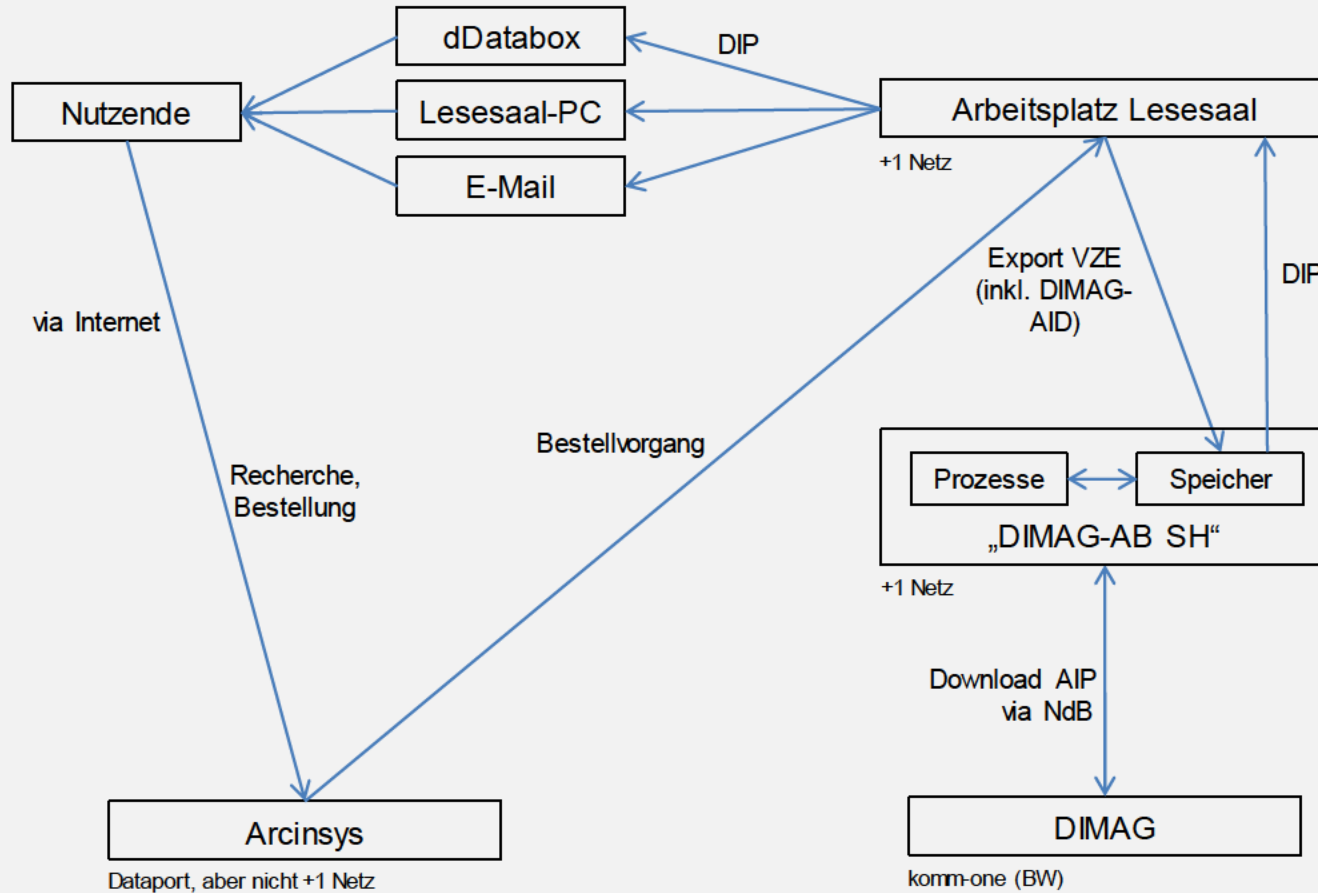 dDatabox
DIP
Nutzende
Lesesaal-PC
Arbeitsplatz Lesesaal
+1 Netz
E-Mail
Export VZE
(inkl. DIMAG-
AID)
DIP
via Internet
Bestellvorgang
Recherche,
Bestellung
Prozesse
Speicher
„DIMAG-AB SH“
+1 Netz
Download AIP
via NdB
Arcinsys
DIMAG
Dataport, aber nicht +1 Netz
komm-one (BW)